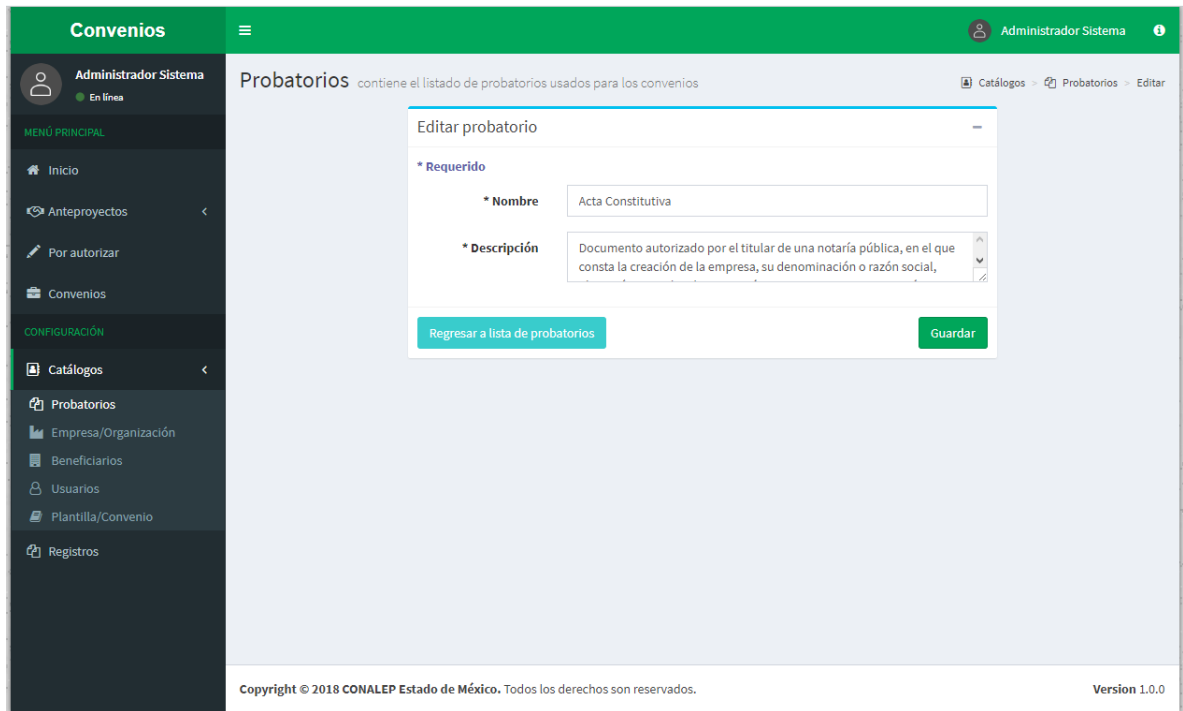 Convenios
Administrador Sistema
Administrador Sistema
En línea
MENÚ PRINCIPAL
Inicio
Anteproyectos
Por autorizar
Convenios
CONFIGURACIÓN
Catálogos
Probatorios
Empresa/Organización
Beneficiarios
Usuarios
Plantilla/Convenio
Registros
Probatorios contiene el listado de probatorios usados para los convenios
Catálogos > Probatorios > Editar
Editar probatorio
* Requerido
* Nombre
Acta Constitutiva
* Descripción
Documento autorizado por el titular de una notaría pública, en el que
consta la creación de la empresa, su denominación o razón social,
Regresar a lista de probatorios
Guardar
Copyright © 2018 CONALEP Estado de México. Todos los derechos son reservados.
Version 1.0.0